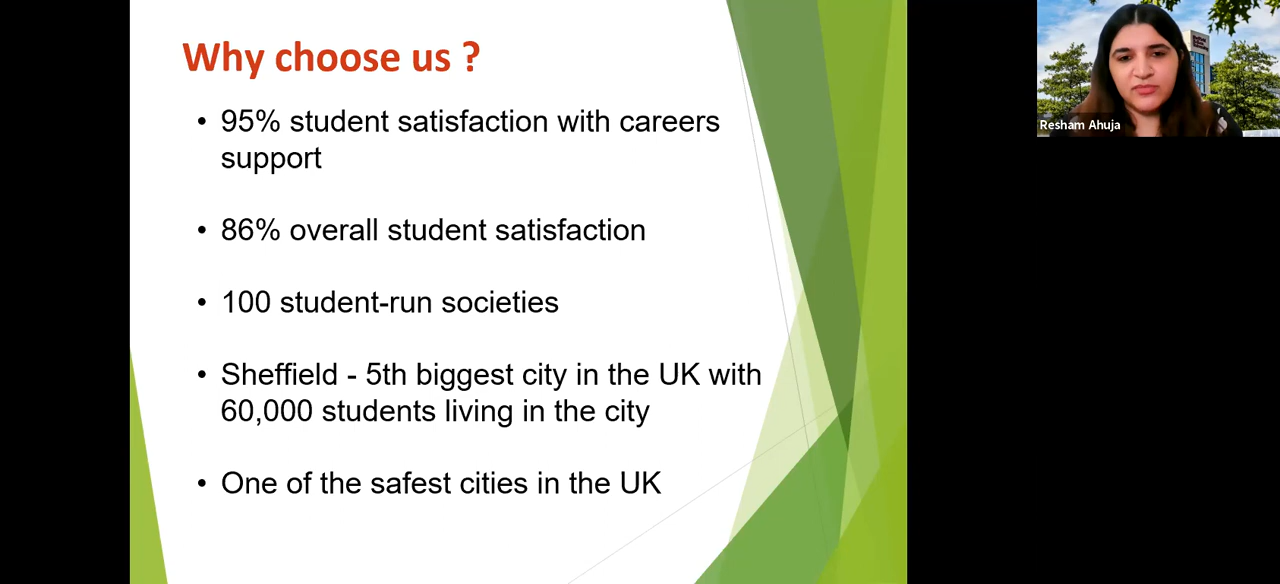 Why choose us ?
• 95% student satisfaction with careers
support
• 86% overall student satisfaction
• 100 student-run societies
• Sheffield - 5th biggest city in the UK with
60,000 students living in the city
• One of the safest cities in the UK
Resham Ahuja